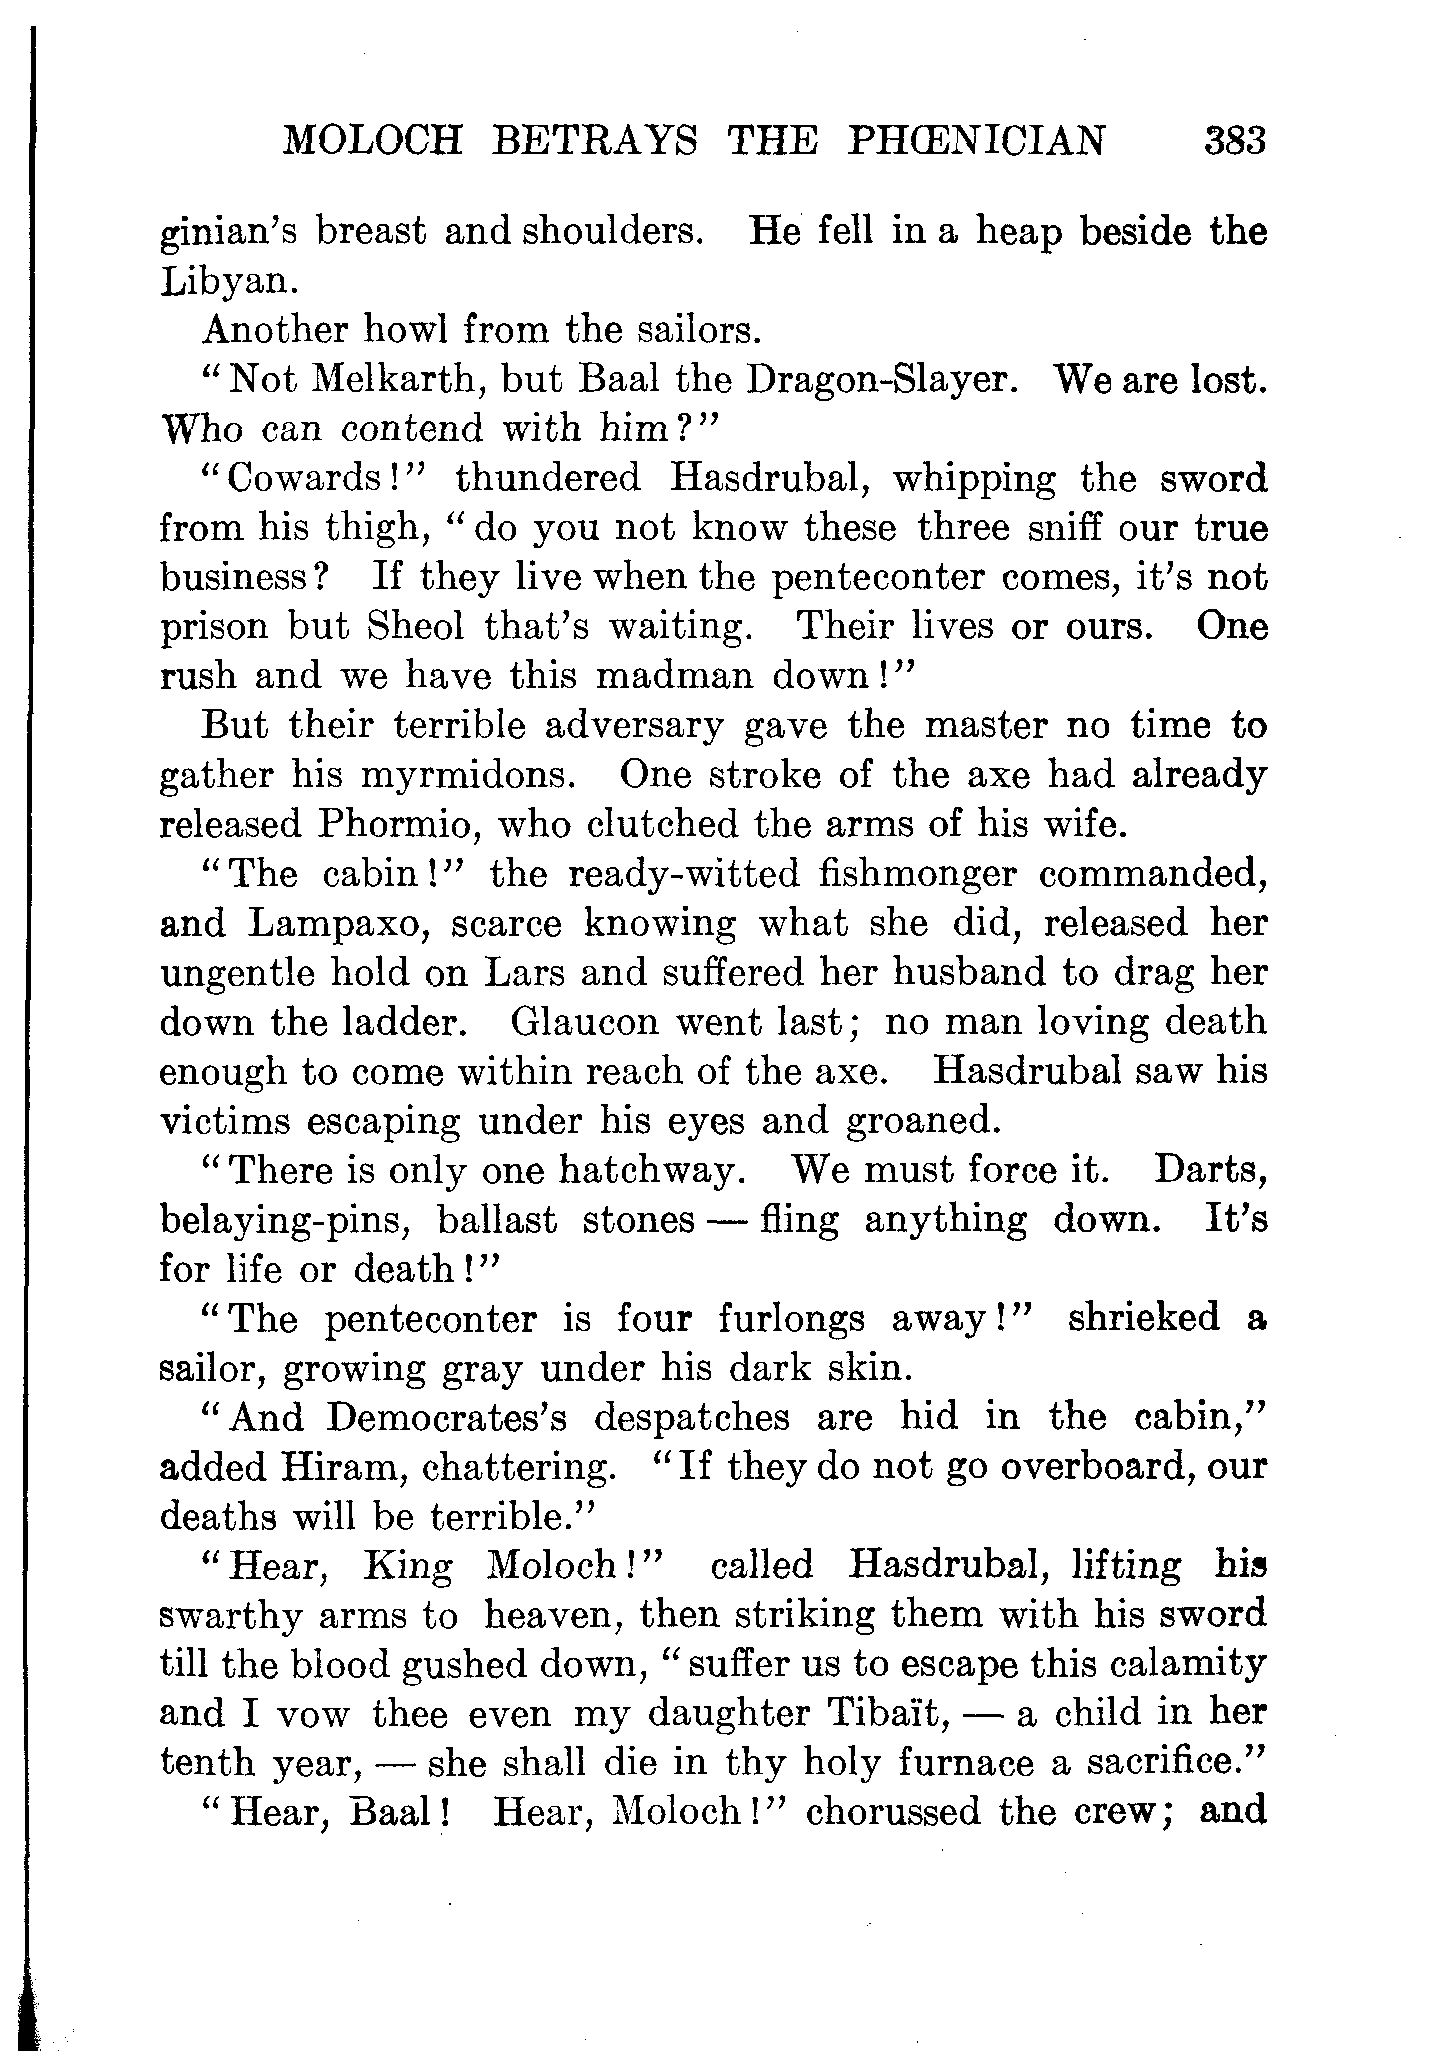 MOLOCH BETRAYS THE PHŒNICIAN 383
ginian's breast and shoulders. He fell in a heap beside the
Libyan.
Another howl from the sailors.
"Not Melkarth, but Baal the Dragon-Slayer. We are lost.
Who can contend with him?"
"Cowards!" thundered Hasdrubal, whipping the sword
from his thigh, "do you not know these three sniff our true
business? If they live when the penteconter comes, it's not
prison but Sheol that's waiting. Their lives or ours. One
rush and we have this madman down!"
But their terrible adversary gave the master no time to
gather his myrmidons. One stroke of the axe had already
released Phormio, who clutched the arms of his wife.
"The cabin!" the ready-witted fishmonger commanded,
and Lampaxo, scarce knowing what she did, released her
ungentle hold on Lars and suffered her husband to drag her
down the ladder. Glaucon went last; no man loving death
enough to come within reach of the axe. Hasdrubal saw his
victims escaping under his eyes and groaned.
"There is only one hatchway. We must force it. Darts,
belaying-pins, ballast stones — fling anything down. It's
for life or death!"
"The penteconter is four furlongs away!" shrieked a
sailor, growing gray under his dark skin.
"And Democrates's despatches are hid in the cabin,"
added Hiram, chattering. "If they do not go overboard, our
deaths will be terrible."
"Hear, King Moloch!" called Hasdrubal, lifting his
swarthy arms to heaven, then striking them with his sword
till the blood gushed down, "suffer us to escape this calamity
and I vow thee even my daughter Tibaït, — a child in her
tenth year, — she shall die in thy holy furnace a sacrifice."
"Hear, Baal! Hear, Moloch!" chorussed the crew; and